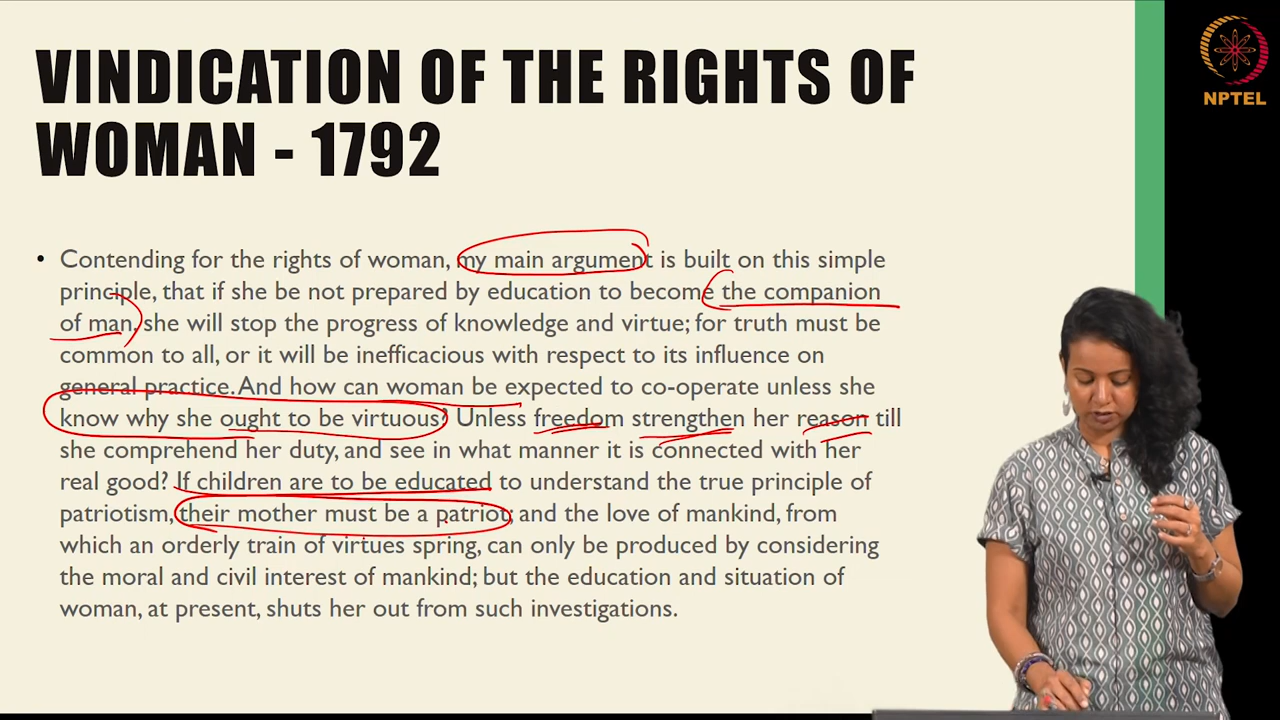 VINDICATION OF THE RIGHTS OF
WOMAN - 1792
NPTEL
• Contending for the rights of woman, my main argument is built on this simple
principle, that if she be not prepared by education to become the companion
of man, she will stop the progress of knowledge and virtue; for truth must be
common to all, or it will be inefficacious with respect to its influence on
general practice. And how can woman be expected to co-operate unless she
know why she ought to be virtuous? Unless freedom strengthen her reason till
she comprehend her duty, and see in what manner it is connected with her
real good? If children are to be educated to understand the true principle of
patriotism, their mother must be a patriot; and the love of mankind, from
which an orderly train of virtues spring, can only be produced by considering
the moral and civil interest of mankind; but the education and situation of
woman, at present, shuts her out from such investigations.